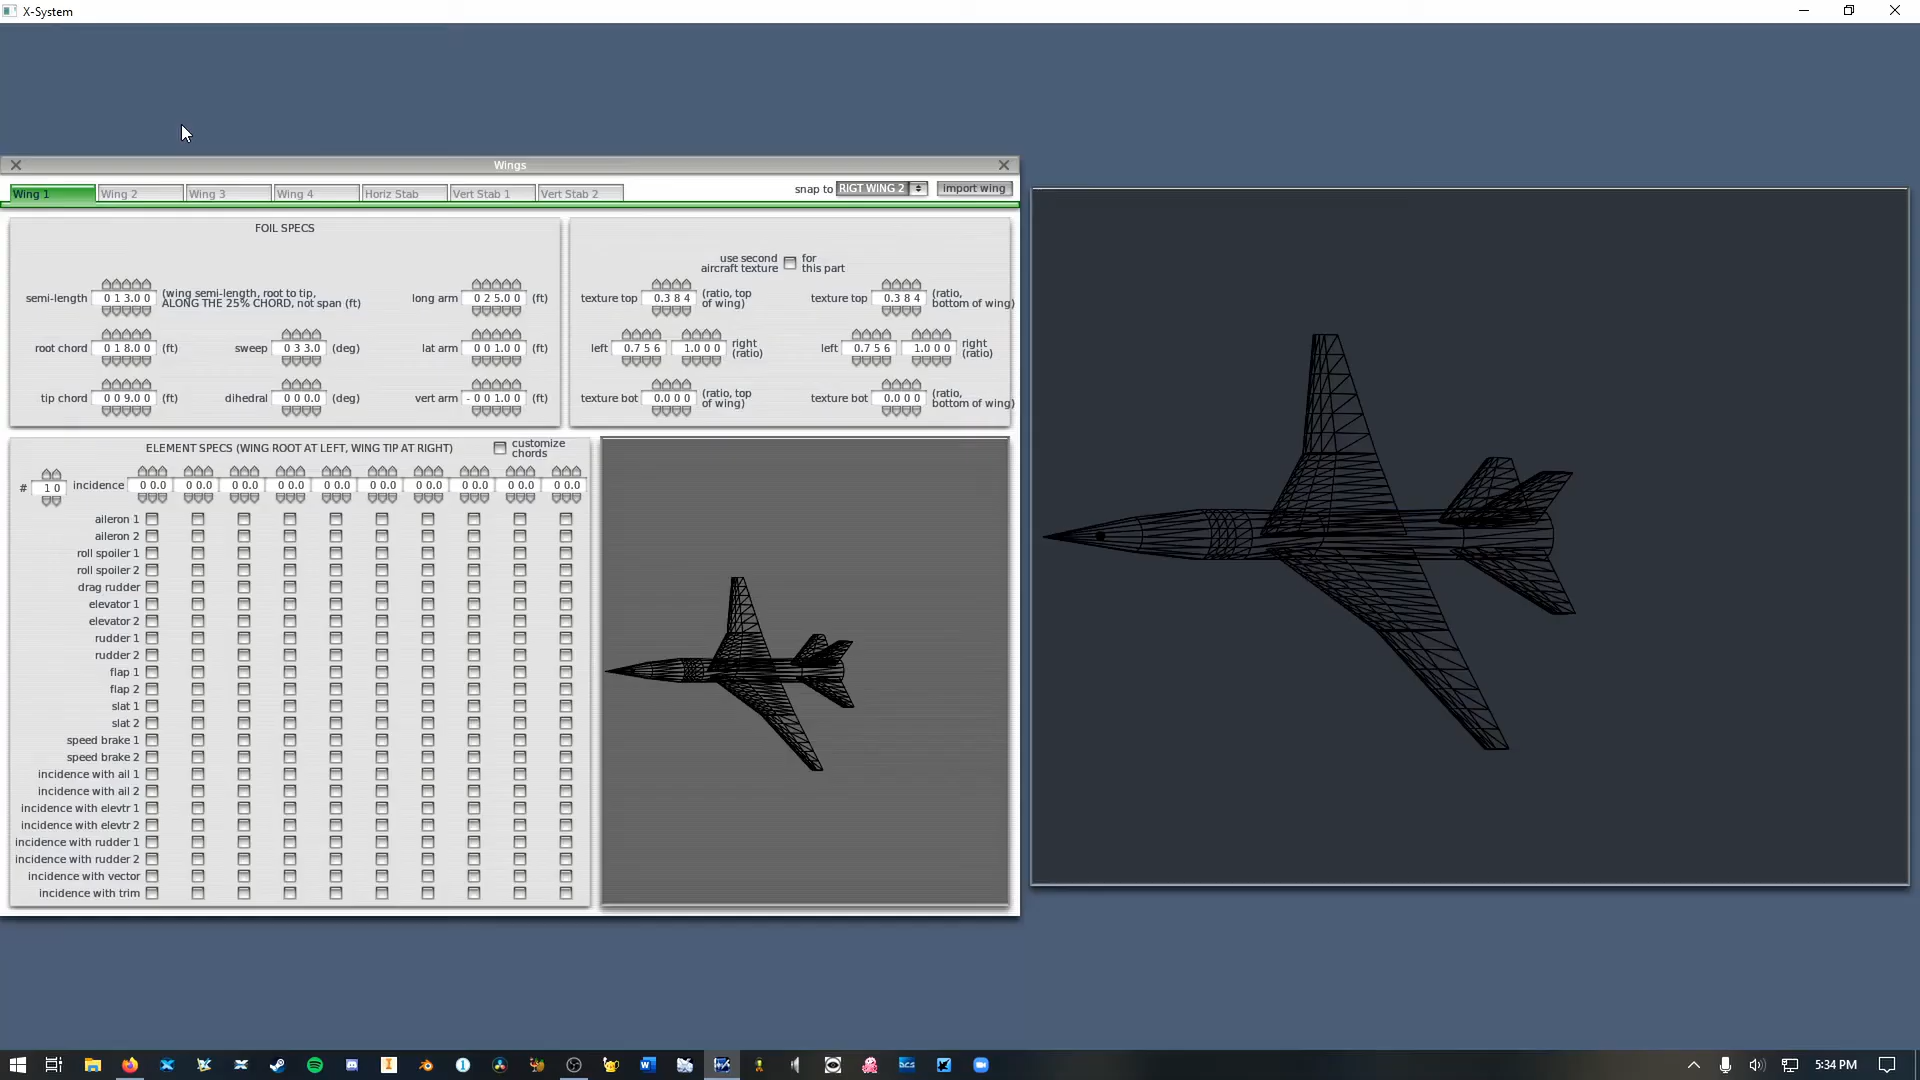 X-System
Wings
Wing 1 Wing 2 Wing 3 Wing 4 Horiz Stab Vert Stab 1 Vert Stab 2 snap to RIGT WING 2 import wing
FOIL SPECS
use second aircraft texture for this part
semi-length 0 1 3.0 0 (wing semi-length, root to tip,
ALONG THE 25% CHORD, not span (ft)
long arm 0 2 5.0 0 (ft)
root chord 0 1 8.0 0 (ft) sweep 0 3 3.0 (deg) lat arm 0 0 1.0 0 (ft)
tip chord 0 0 9.0 0 (ft) dihedral 0 0 0.0 (deg) vert arm - 0 0 1.0 0 (ft)
texture top 0.3 8 4 (ratio, top of wing) texture top 0.3 8 4 (ratio, bottom of wing)
left 0.7 5 6 1.0 0 0 right (ratio) left 0.7 5 6 1.0 0 0 right (ratio)
texture bot 0.0 0 0 (ratio, top of wing) texture bot 0.0 0 0 (ratio, bottom of wing)
ELEMENT SPECS (WING ROOT AT LEFT, WING TIP AT RIGHT) customize chords
# 1 0 incidence 0 0.0 0 0.0 0 0.0 0 0.0 0 0.0 0 0.0 0 0.0 0 0.0 0 0.0 0 0.0
aileron 1
aileron 2
roll spoiler 1
roll spoiler 2
drag rudder
elevator 1
elevator 2
rudder 1
rudder 2
flap 1
flap 2
slat 1
slat 2
speed brake 1
speed brake 2
incidence with ail 1
incidence with ail 2
incidence with elevtr 1
incidence with elevtr 2
incidence with rudder 1
incidence with rudder 2
incidence with vector
incidence with trim
5:34 PM